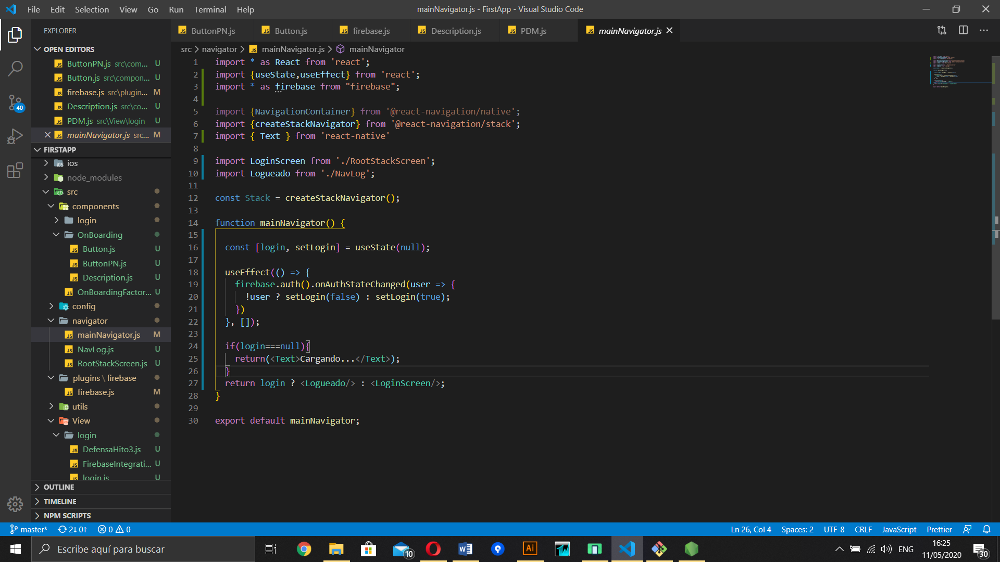 File Edit Selection View Go Run Terminal Help
mainNavigator.js - FirstApp - Visual Studio Code
EXPLORER
OPEN EDITORS
ButtonPN.js src\com... U
Button.js src\compon... U
firebase.js src\plugin... M
Description.js src\co... U
PDM.js src\View\login U
mainNavigator.js src... M
FIRSTAPP
ios
node_modules
src
components
login
OnBoarding
Button.js U
ButtonPN.js U
Description.js U
OnBoardingFactor... U
config
navigator
mainNavigator.js M
NavLog.js U
RootStackScreen.js U
plugins \ firebase
firebase.js M
utils
View
login
DefensaHito3.js U
FirebaseIntegrati... U
login.js U
OUTLINE
TIMELINE
NPM SCRIPTS
40
ButtonPN.js
Button.js
firebase.js
Description.js
PDM.js
mainNavigator.js
src > navigator > mainNavigator.js > mainNavigator
1 import * as React from 'react';
2 import {useState,useEffect} from 'react';
3 import * as firebase from "firebase";
4
5 import {NavigationContainer} from '@react-navigation/native';
6 import {createStackNavigator} from '@react-navigation/stack';
7 import { Text } from 'react-native'
8
9 import LoginScreen from './RootStackScreen';
10 import Logueado from './NavLog';
11
12 const Stack = createStackNavigator();
13
14 function mainNavigator() {
15
16 const [login, setLogin] = useState(null);
17
18 useEffect(() => {
19 firebase.auth().onAuthStateChanged(user => {
20 !user ? setLogin(false) : setLogin(true);
21 })
22 }, []);
23
24 if(login===null){
25 return(<Text>Cargando...</Text>);
26 }
27 return login ? <Logueado/> : <LoginScreen/>;
28 }
29
30 export default mainNavigator;
master* 2↓ 0↑ 0 0
Ln 26, Col 4 Spaces: 2 UTF-8 CRLF JavaScript Prettier
Escribe aquí para buscar
10
Ai
ENG
16:25
11/05/2020
30